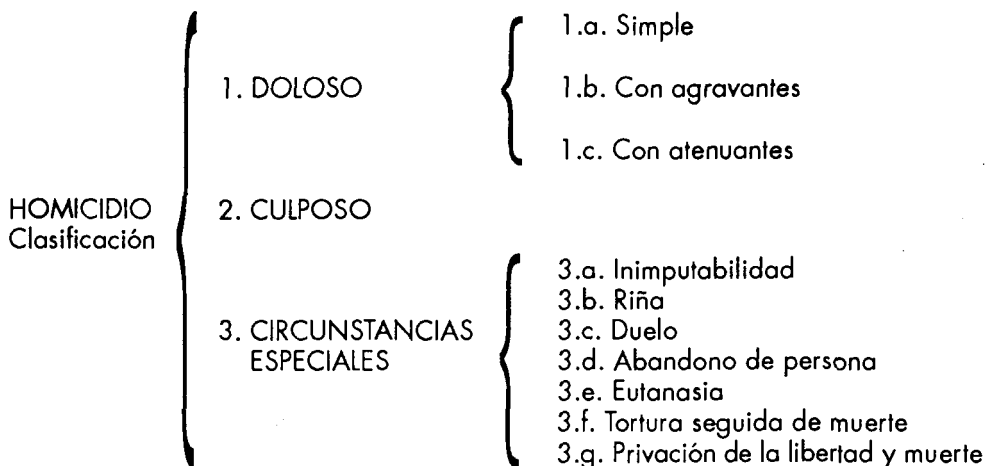 HOMICIDIO
Clasificación
1. DOLOSO
1.a. Simple
1.b. Con agravantes
1.c. Con atenuantes
2. CULPOSO
3. CIRCUNSTANCIAS
ESPECIALES
3.a. Inimputabilidad
3.b. Riña
3.c. Duelo
3.d. Abandono de persona
3.e. Eutanasia
3.f. Tortura seguida de muerte
3.g. Privación de la libertad y muerte